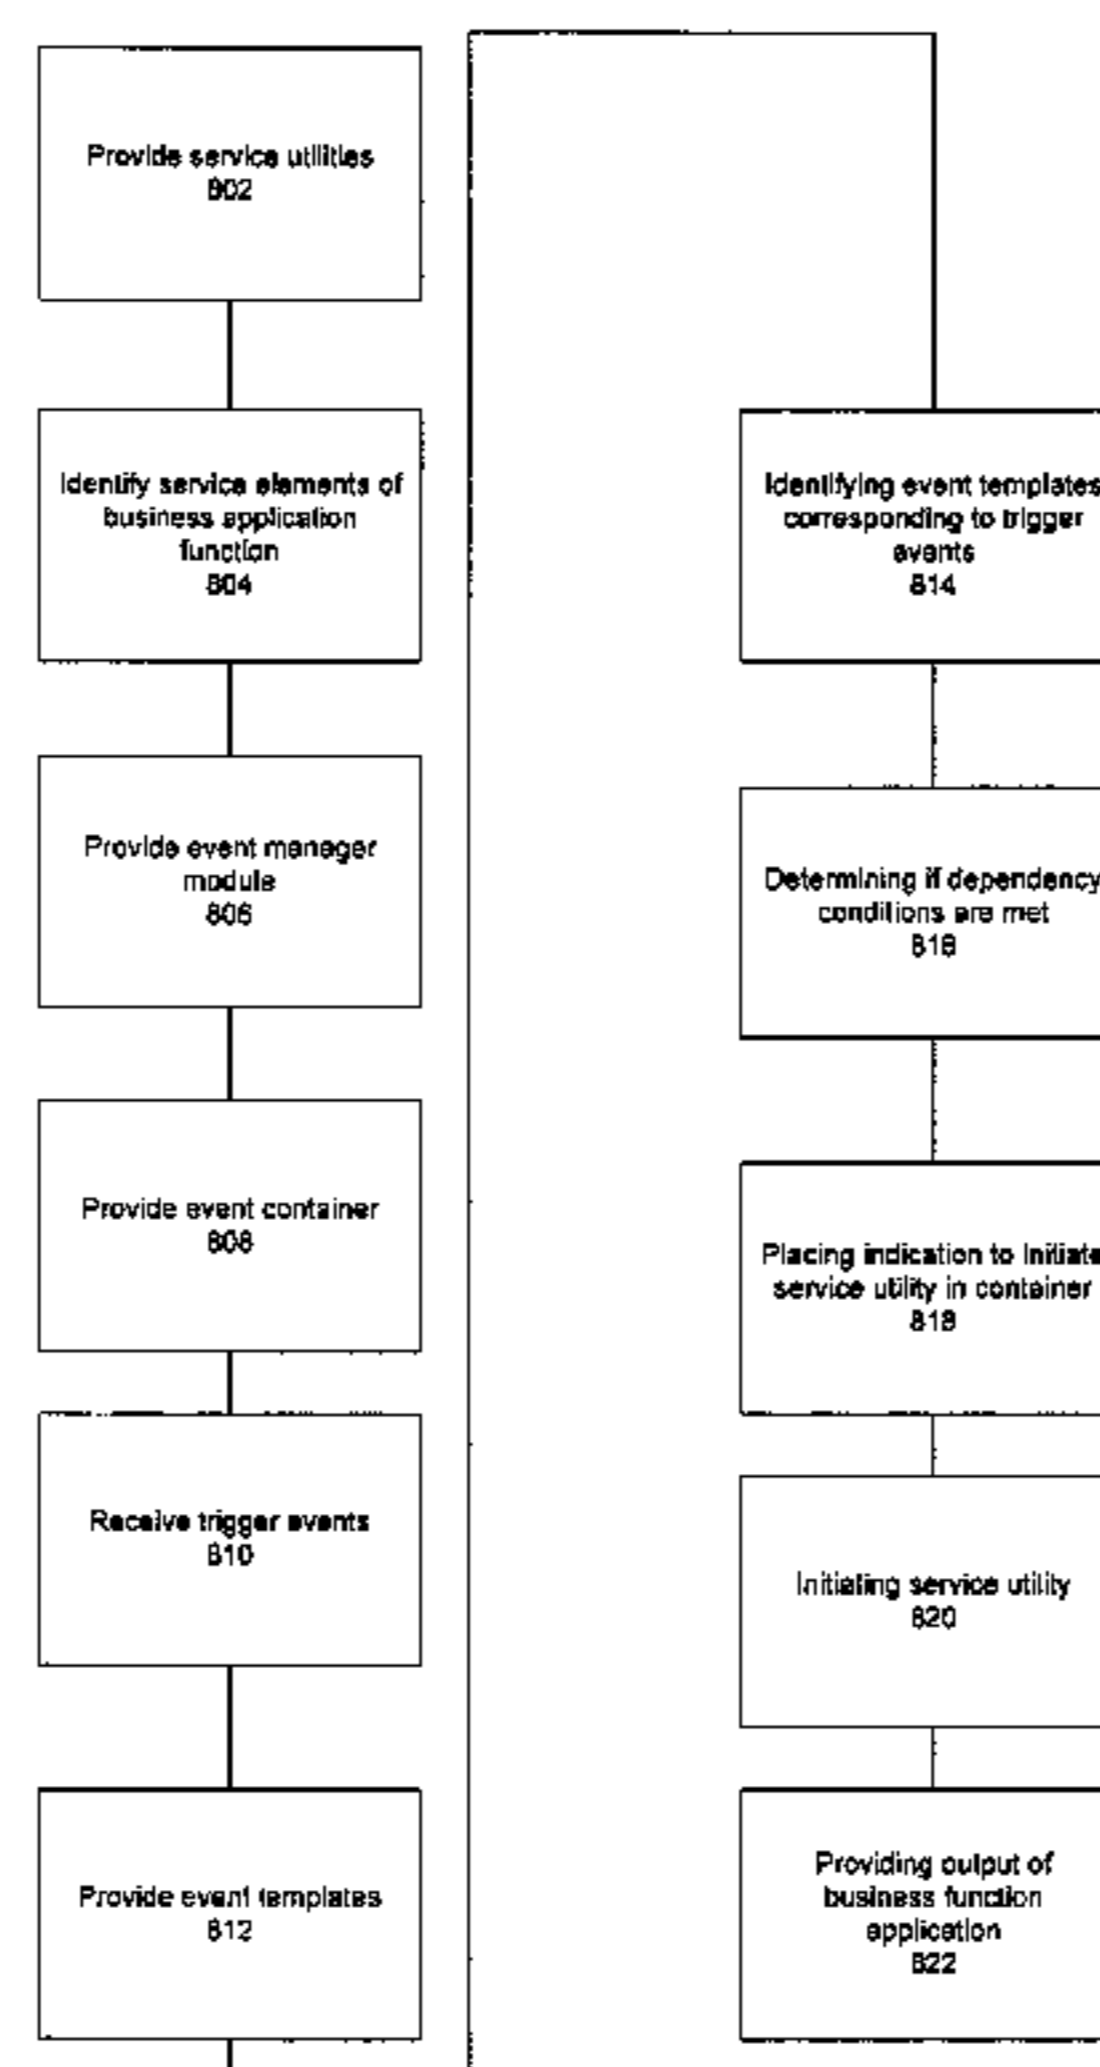 Provide service utilities
802
Identify service elements of
business application
function
804
Provide event manager
module
806
Provide event container
808
Receive trigger events
810
Provide event templates
812
Identifying event templates
corresponding to trigger
events
814
Determining if dependency
conditions are met
816
Placing indication to initiate
service utility in container
818
Initiating service utility
820
Providing output of
business function
application
822